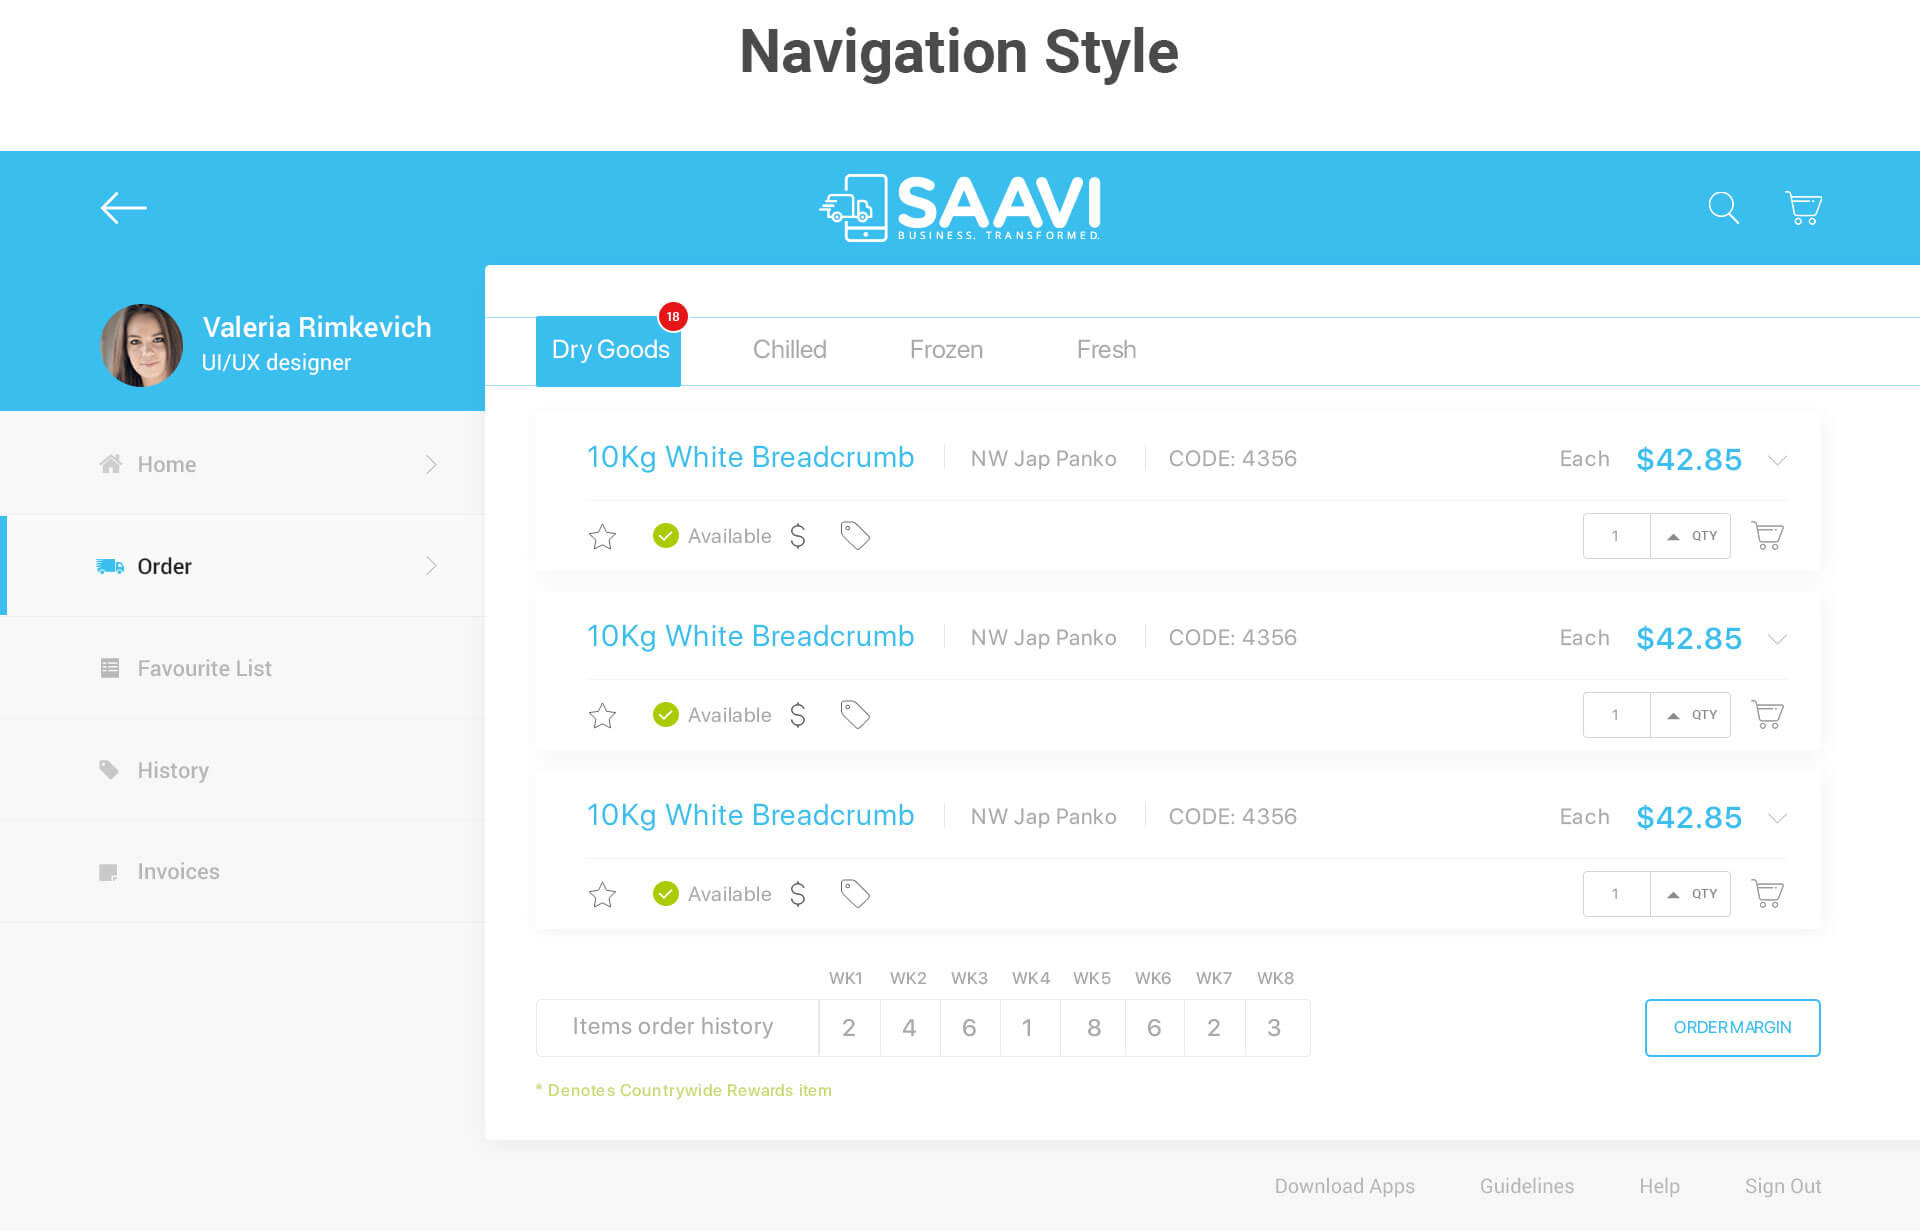 Navigation Style
SAAVI
BUSINESS. TRANSFORMED.
Valeria Rimkevich
UI/UX designer
Home
Order
Favourite List
History
Invoices
18
Dry Goods Chilled Frozen Fresh
10Kg White Breadcrumb NW Jap Panko CODE: 4356 Each $42.85
Available $ 1 QTY
10Kg White Breadcrumb NW Jap Panko CODE: 4356 Each $42.85
Available $ 1 QTY
10Kg White Breadcrumb NW Jap Panko CODE: 4356 Each $42.85
Available $ 1 QTY
WK1 WK2 WK3 WK4 WK5 WK6 WK7 WK8
Items order history 2 4 6 1 8 6 2 3
ORDER MARGIN
* Denotes Countrywide Rewards item
Download Apps Guidelines Help Sign Out